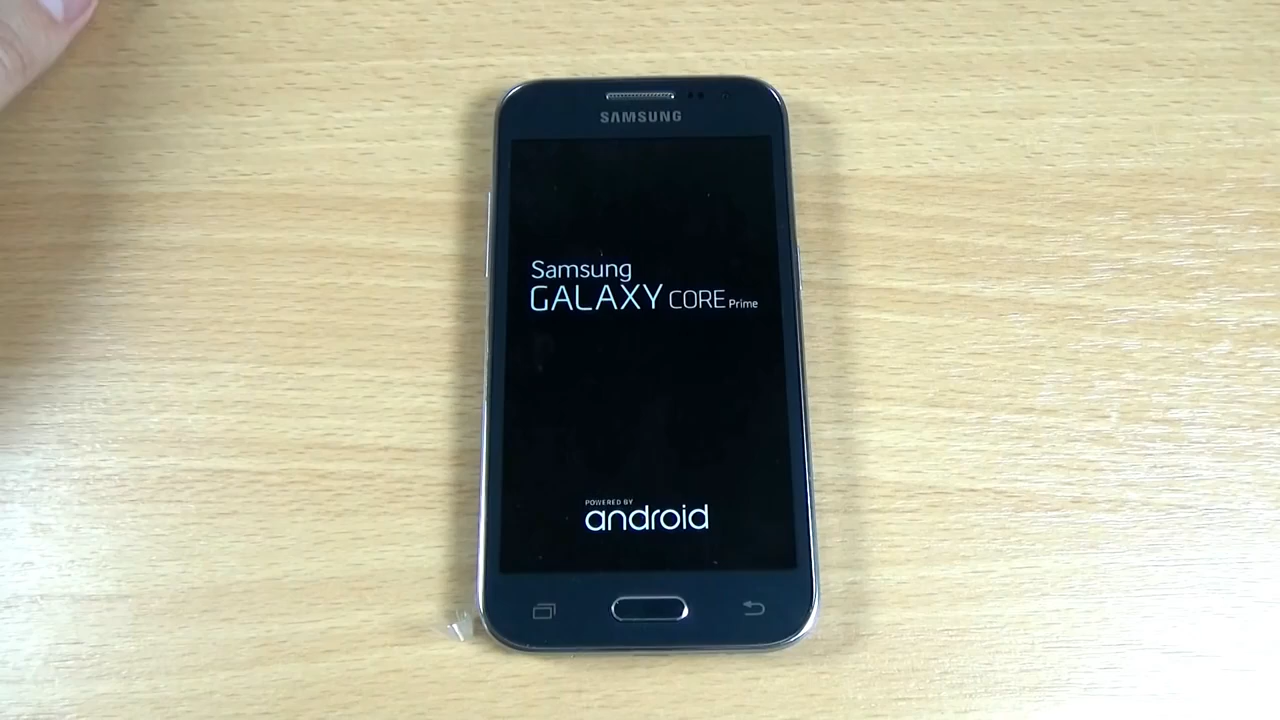 SAMSUNG
Samsung
GALAXY CORE Prime
POWERED BY
android